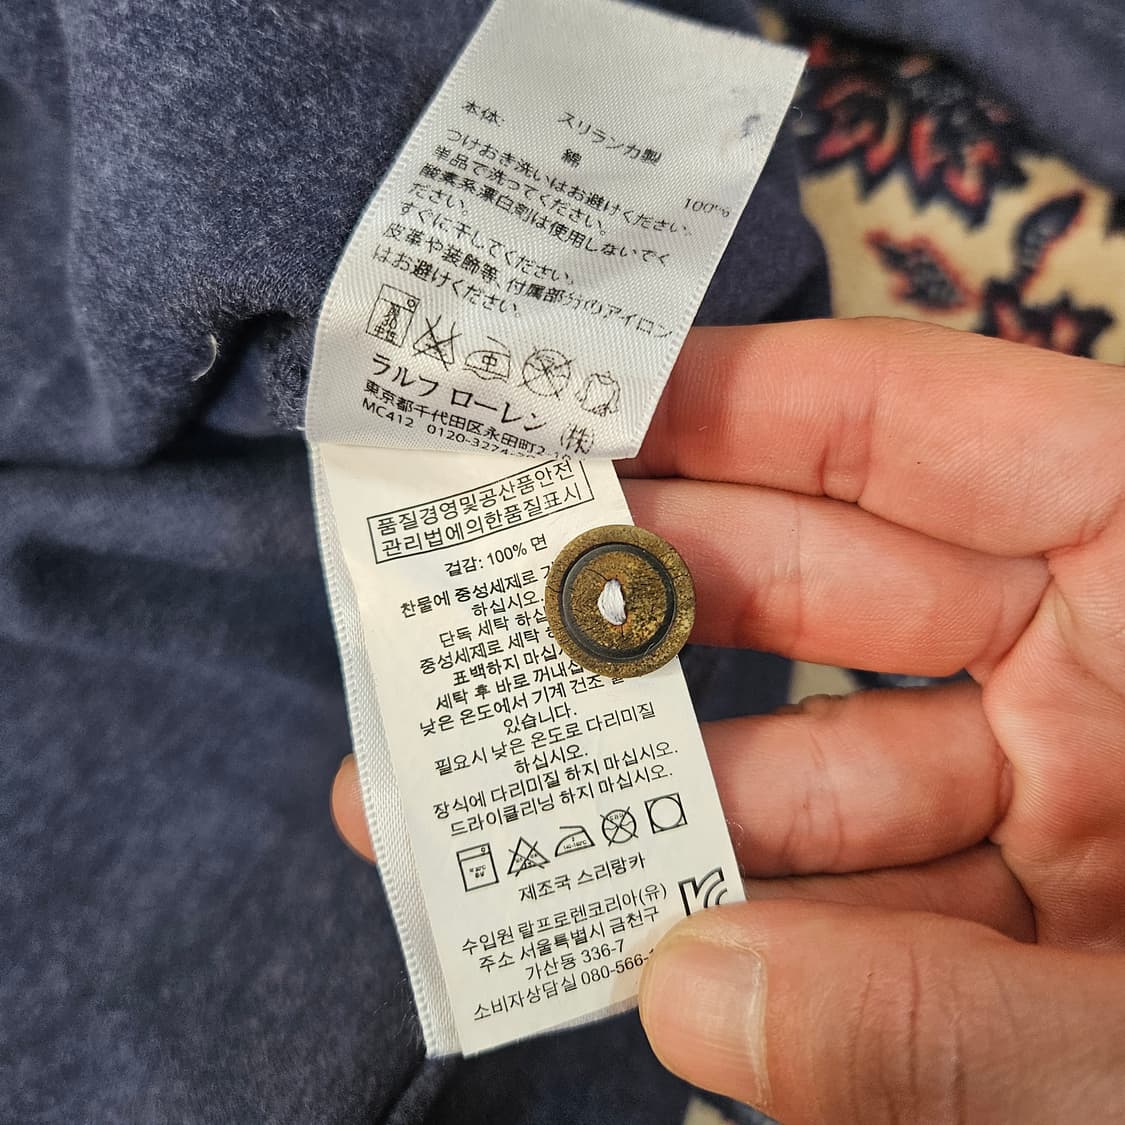 スリランカ製
本体: 綿 100%
つけおき洗いはお避けください。
単品で洗ってください。
酸素系漂白剤は使用しないでく
ださい。
すぐに干してください。
皮革や装飾等、付属部分のアイロン
はお避けください。
ラルフ ローレン (株)
東京都千代田区永田町2-
MC412 0120-3274-
품질경영및공산품안전
관리법에의한품질표시
겉감: 100% 면
찬물에 중성세제로
하십시오.
단독 세탁 하십
중성세제로 세탁
표백하지 마십
세탁 후 바로 꺼내십
낮은 온도에서 기계 건조
있습니다.
필요시 낮은 온도로 다리미질
하십시오.
장식에 다리미질 하지 마십시오.
드라이클리닝 하지 마십시오.
제조국 스리랑카
수입원 랄프로렌코리아(유)
주소 서울특별시 금천구
가산동 336-7
소비자상담실 080-566-